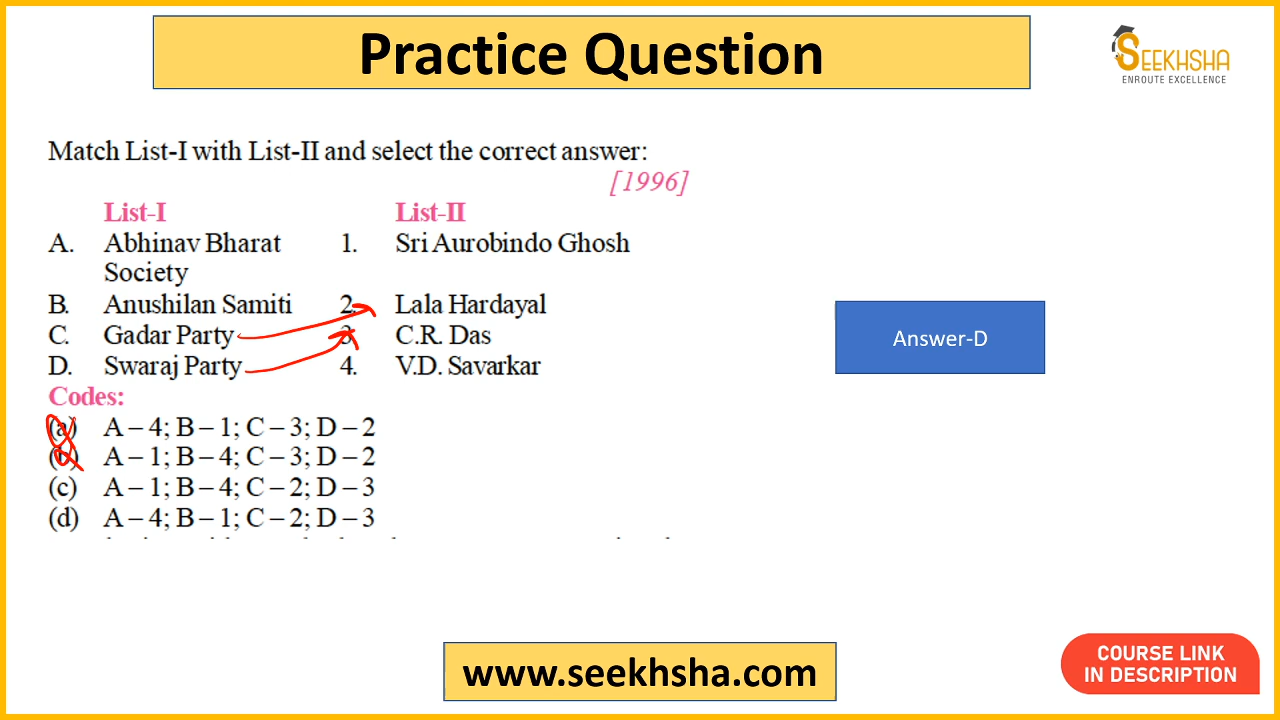 Practice Question
SEEKHSHA
ENROUTE EXCELLENCE
Match List-I with List-II and select the correct answer:
[1996]
List-I List-II
A. Abhinav Bharat 1. Sri Aurobindo Ghosh
Society
B. Anushilan Samiti 2. Lala Hardayal
C. Gadar Party 3. C.R. Das
D. Swaraj Party 4. V.D. Savarkar
Codes:
(a) A – 4; B – 1; C – 3; D – 2
(b) A – 1; B – 4; C – 3; D – 2
(c) A – 1; B – 4; C – 2; D – 3
(d) A – 4; B – 1; C – 2; D – 3
Answer-D
www.seekhsha.com
COURSE LINK
IN DESCRIPTION